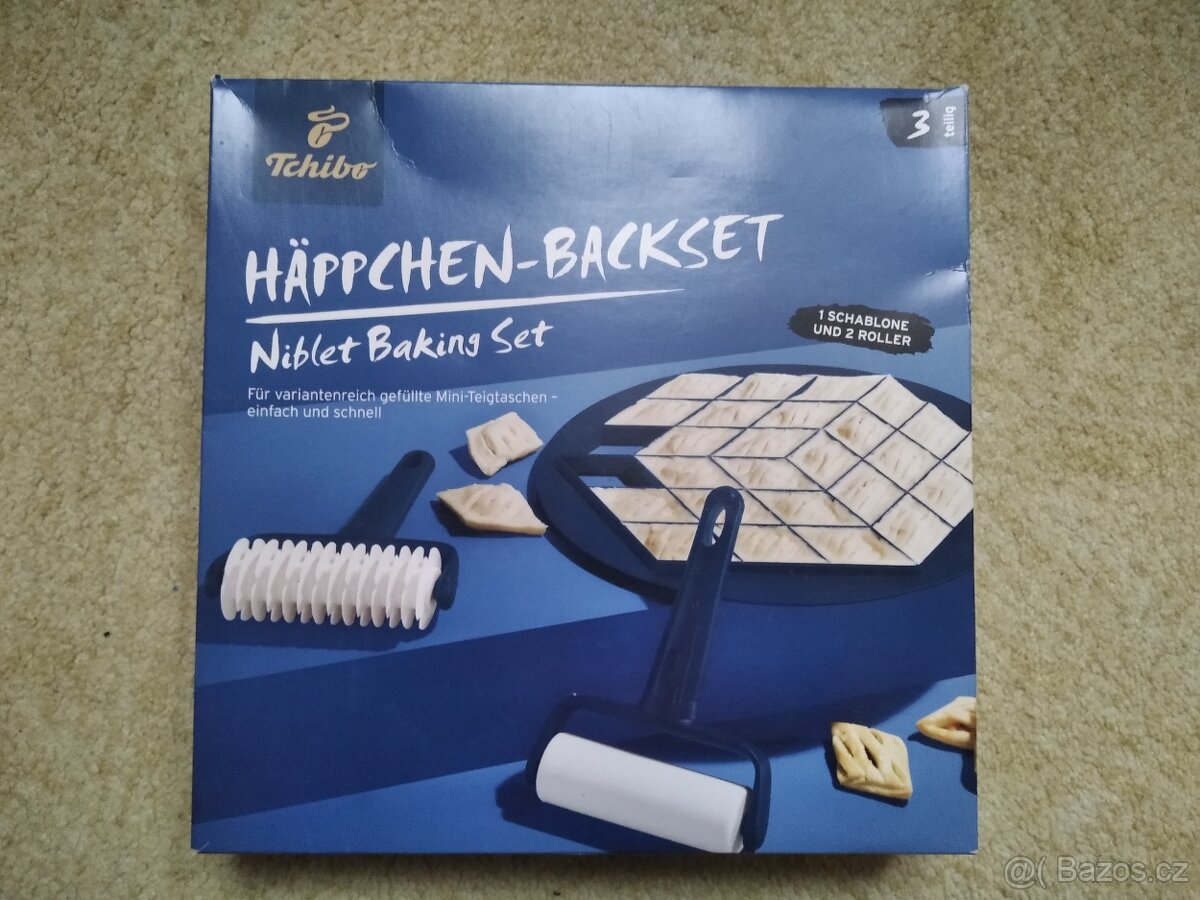 Tchibo
3 teilig
HÄPPCHEN-BACKSET
Niblet Baking Set
1 SCHABLONE
UND 2 ROLLER
Für variantenreich gefüllte Mini-Teigtaschen –
einfach und schnell
@( Bazos.cz